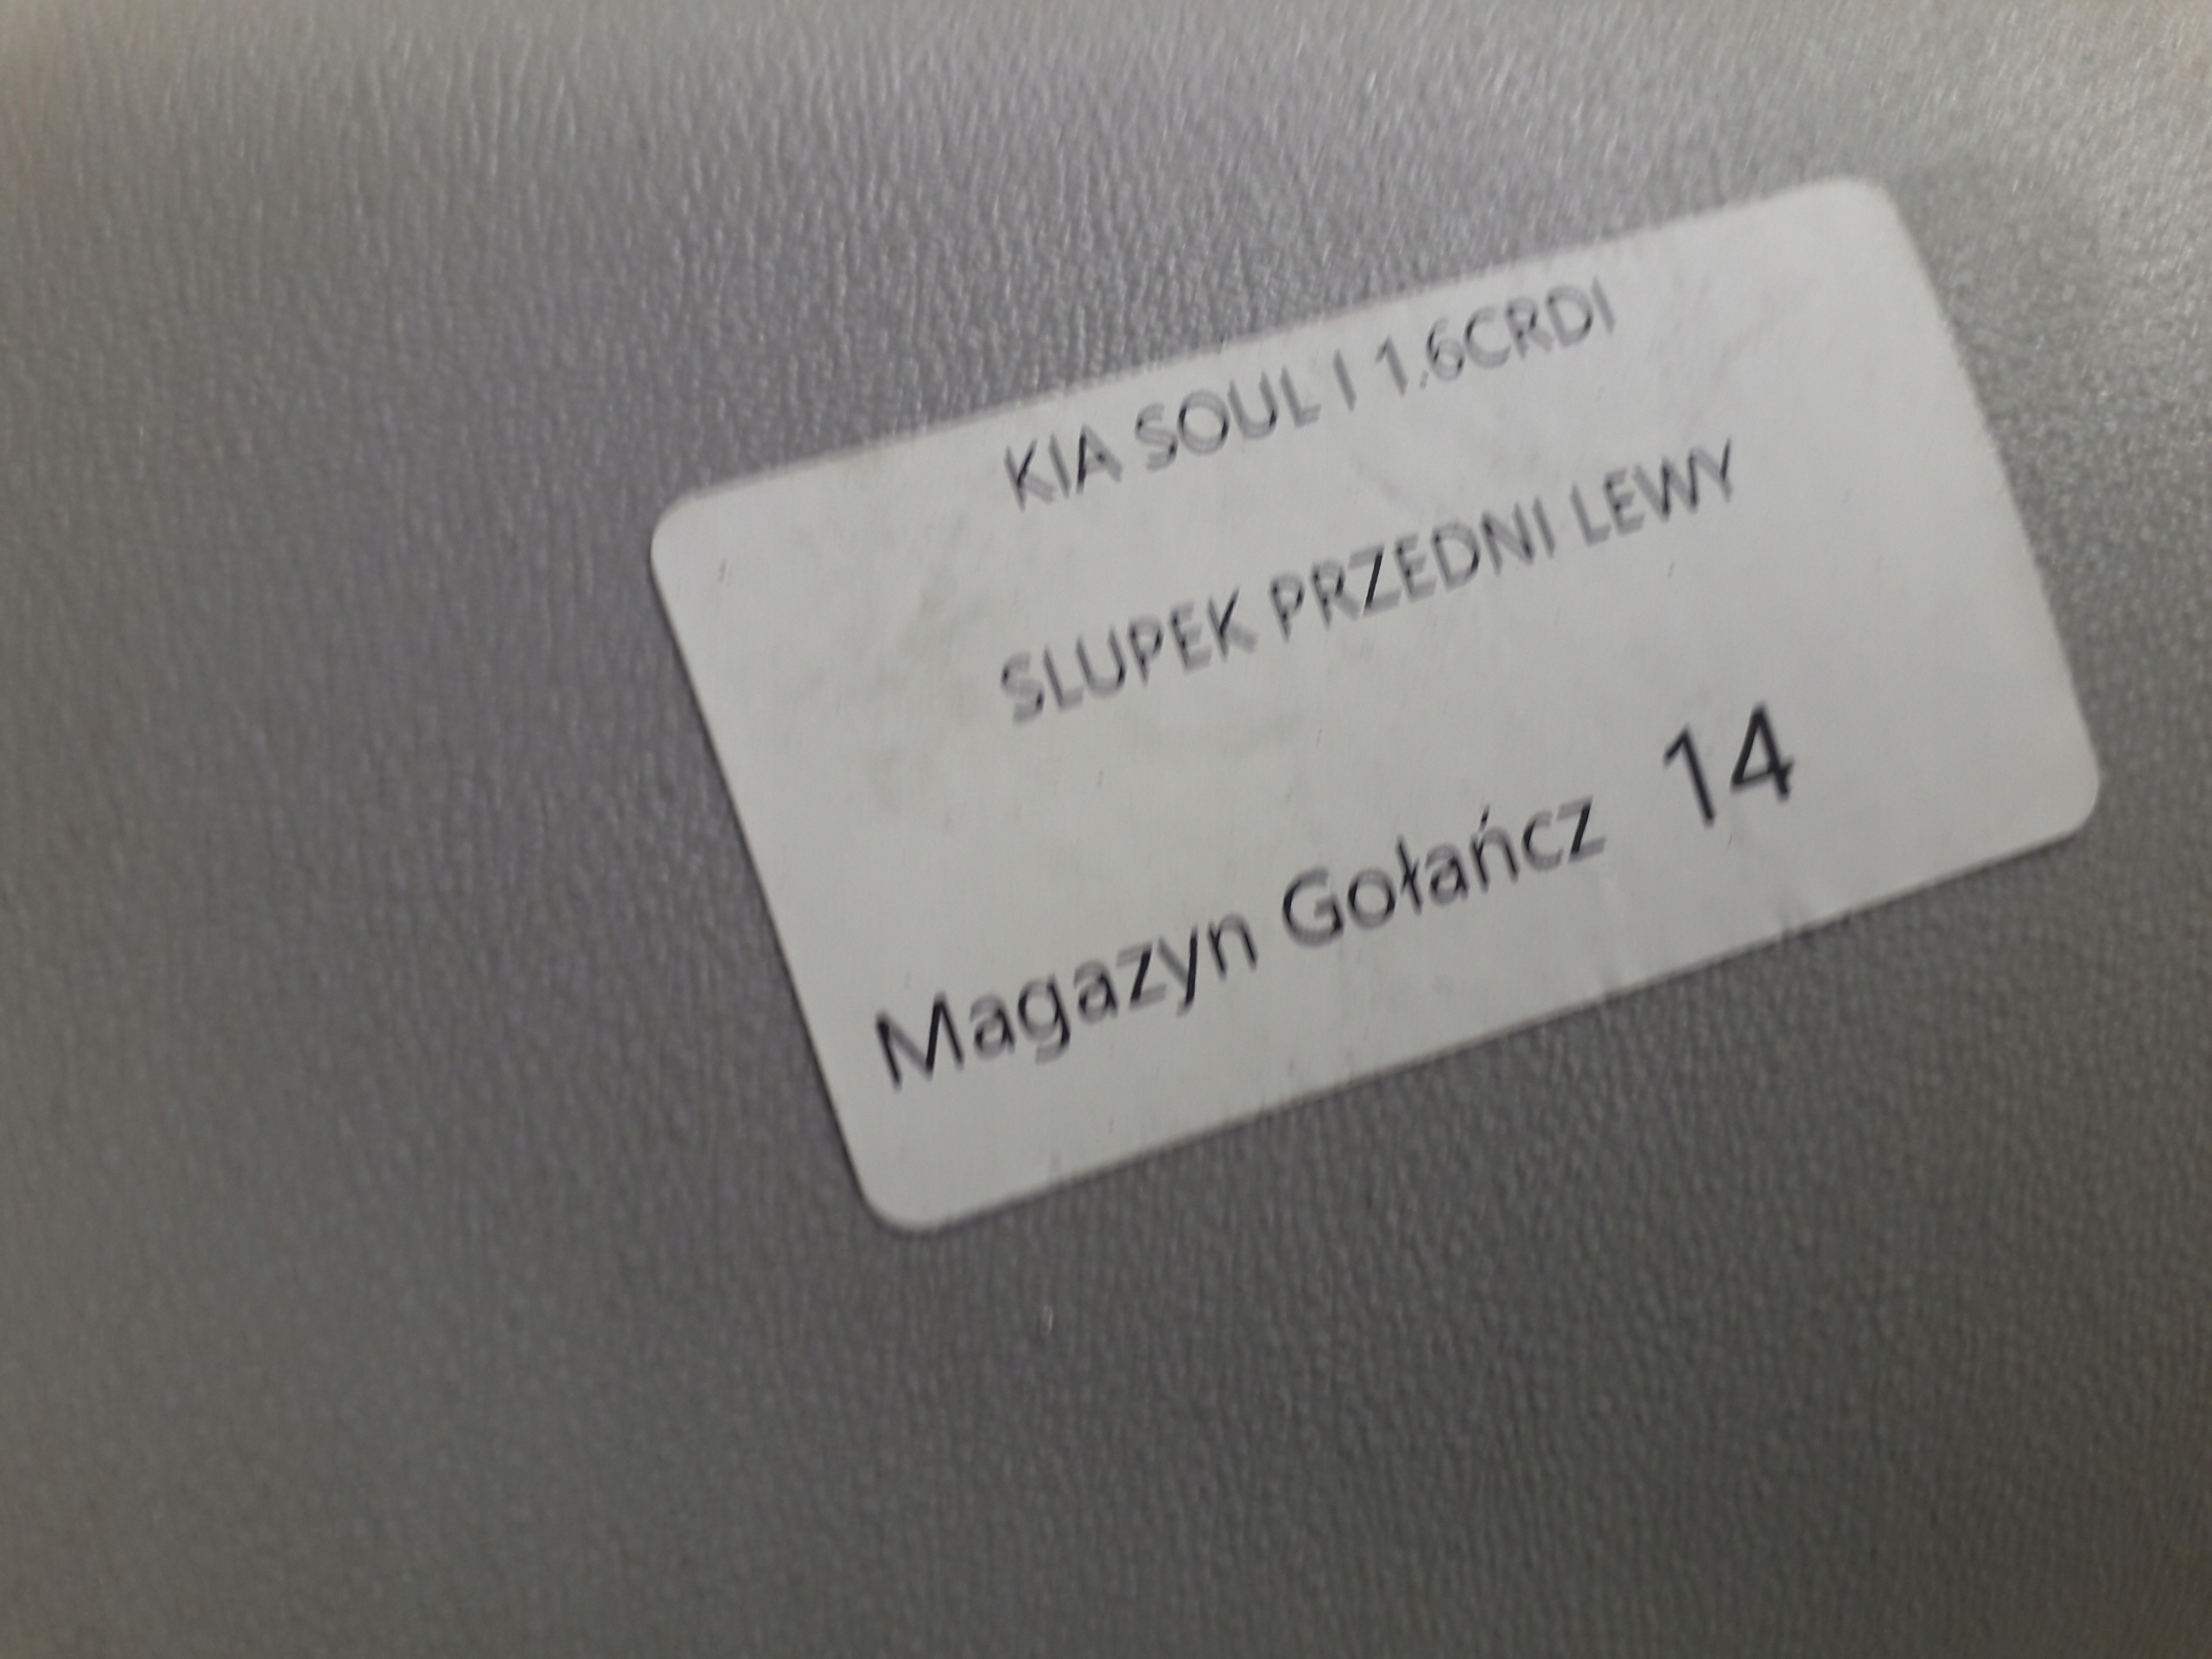 KIA SOUL I 1.6CRDI
SLUPEK PRZEDNI LEWY
Magazyn Gołańcz 14